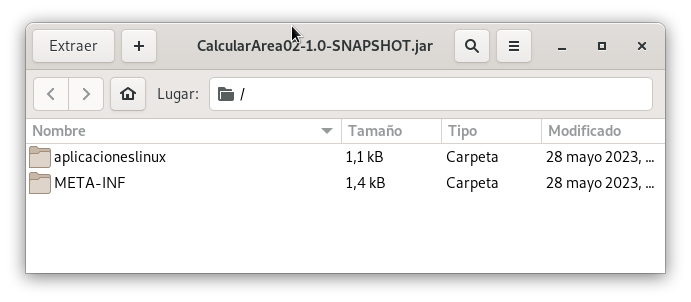 Extraer + CalcularArea02-1.0-SNAPSHOT.jar
Lugar: /
Nombre Tamaño Tipo Modificado
aplicacioneslinux 1,1 kB Carpeta 28 mayo 2023, ...
META-INF 1,4 kB Carpeta 28 mayo 2023, ...